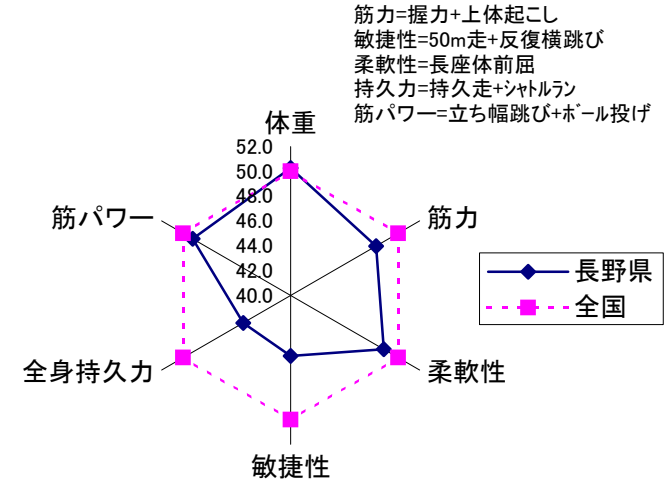 筋力=握力+上体起こし
敏捷性=50m走+反復横跳び
柔軟性=長座体前屈
持久力=持久走+ｼｬﾄﾙﾗﾝ
筋パワー=立ち幅跳び+ﾎﾞｰﾙ投げ
体重
52.0
50.0
48.0
46.0
44.0
42.0
40.0
筋パワー
筋力
長野県
全国
全身持久力
柔軟性
敏捷性